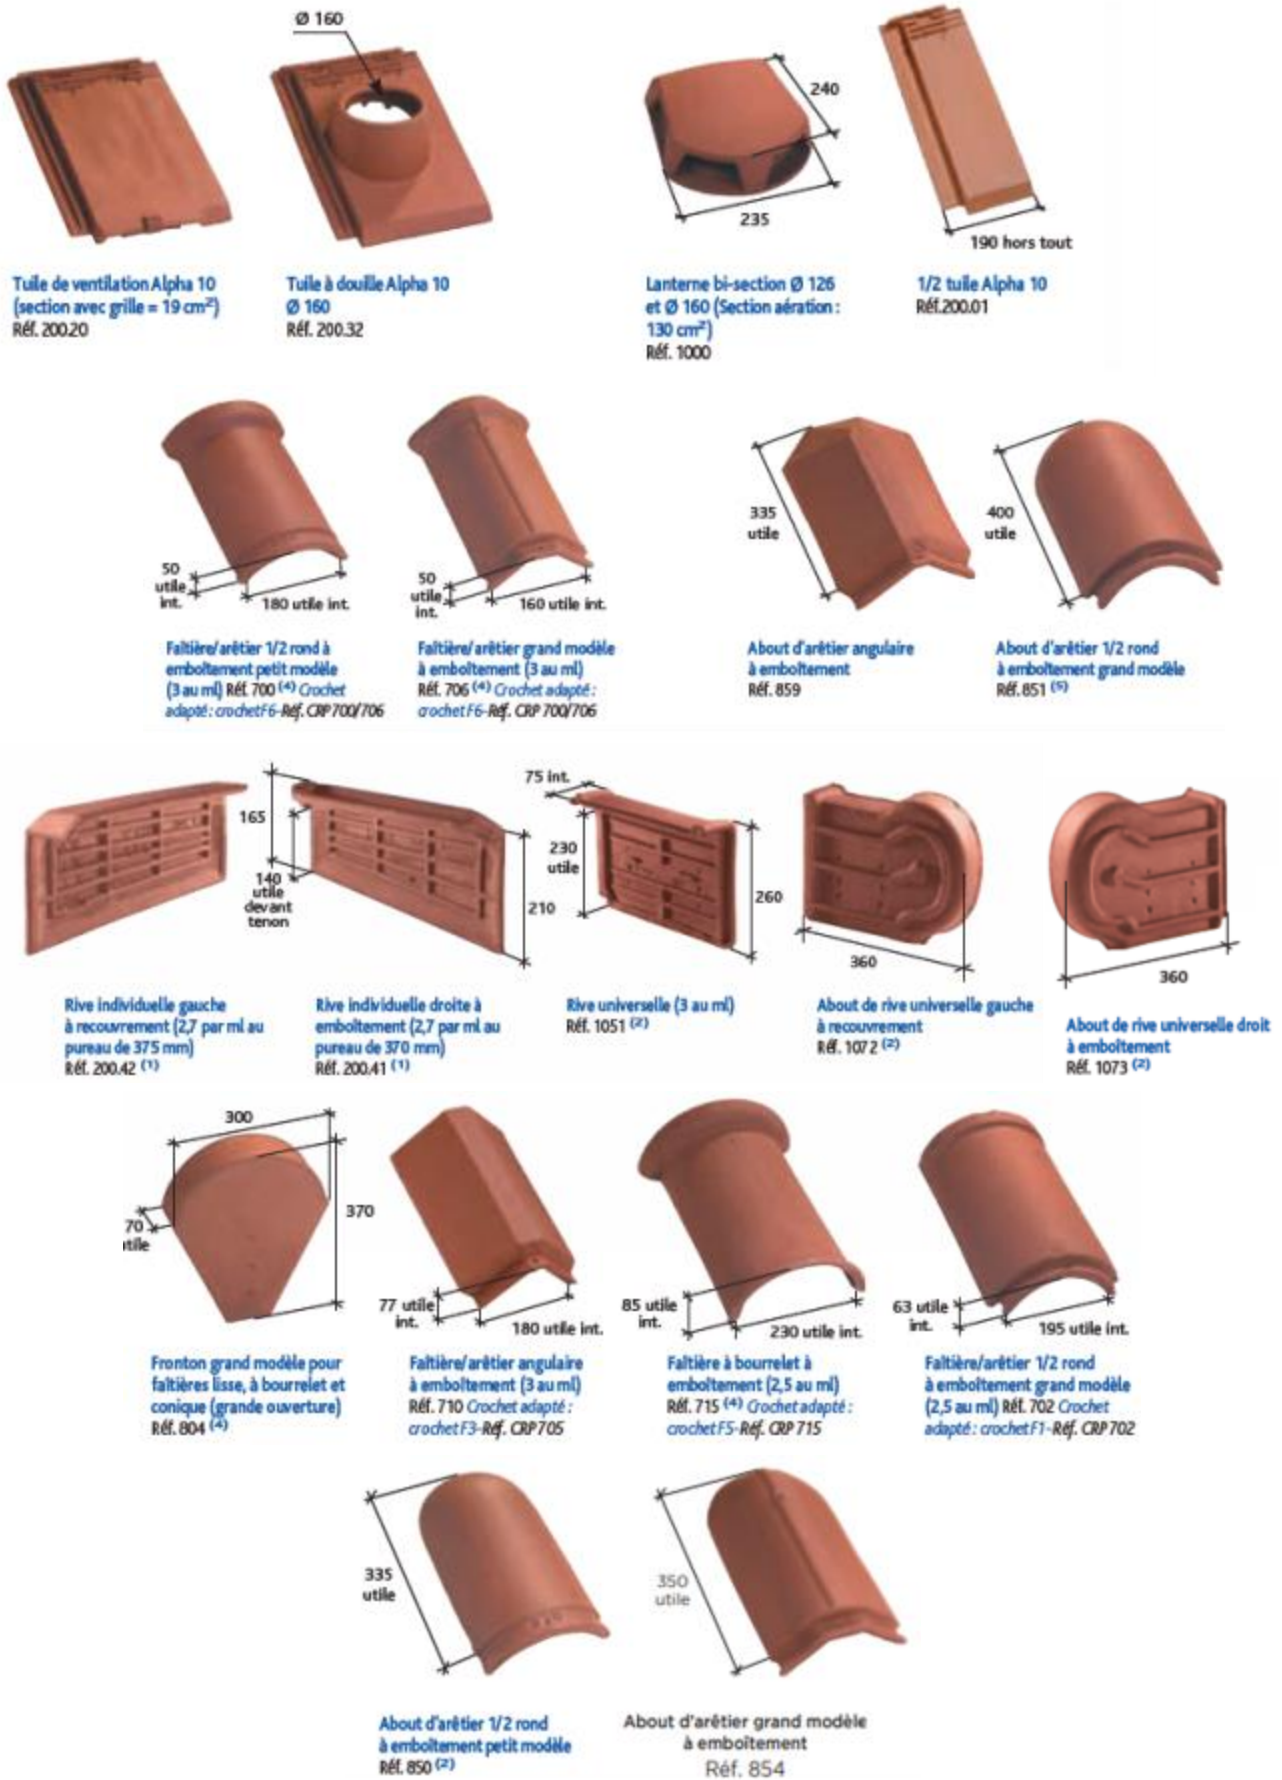 Ø 160
240
235
190 hors tout
Tuile de ventilation Alpha 10
(section avec grille = 19 cm²)
Réf. 200.20
Tuile à douille Alpha 10
Ø 160
Réf. 200.32
Lanterne bi-section Ø 126
et Ø 160 (Section aération :
130 cm²)
Réf. 1000
1/2 tuile Alpha 10
Réf.200.01
50
utile
int.
180 utile int.
50
utile
int.
160 utile int.
335
utile
400
utile
Faîtière/arêtier 1/2 rond à
emboîtement petit modèle
(3 au ml) Réf. 700 (4) Crochet
adapté : crochet F6-Réf. CRP 700/706
Faîtière/arêtier grand modèle
à emboîtement (3 au ml)
Réf. 706 (4) Crochet adapté :
crochet F6-Réf. CRP 700/706
About d'arêtier angulaire
à emboîtement
Réf. 859
About d'arêtier 1/2 rond
à emboîtement grand modèle
Réf.851 (5)
165
140
utile
devant
tenon
210
75 int.
230
utile
260
360
360
Rive individuelle gauche
à recouvrement (2,7 par ml au
pureau de 375 mm)
Réf. 200.42 (1)
Rive individuelle droite à
emboîtement (2,7 par ml au
pureau de 370 mm)
Réf. 200.41 (1)
Rive universelle (3 au ml)
Réf. 1051 (2)
About de rive universelle gauche
à recouvrement
Réf. 1072 (2)
About de rive universelle droit
à emboîtement
Réf. 1073 (2)
300
370
70
utile
77 utile
int.
180 utile int.
85 utile
int.
230 utile int.
63 utile
int.
195 utile int.
Fronton grand modèle pour
faîtières lisse, à bourrelet et
conique (grande ouverture)
Réf. 804 (4)
Faîtière/arêtier angulaire
à emboîtement (3 au ml)
Réf. 710 Crochet adapté :
crochet F3-Réf. CRP 705
Faîtière à bourrelet à
emboîtement (2,5 au ml)
Réf. 715 (4) Crochet adapté :
crochet F5-Réf. CRP 715
Faîtière/arêtier 1/2 rond
à emboîtement grand modèle
(2,5 au ml) Réf. 702 Crochet
adapté : crochet F1-Réf. CRP 702
335
utile
350
utile
About d'arêtier 1/2 rond
à emboîtement petit modèle
Réf. 850 (2)
About d'arêtier grand modèle
à emboîtement
Réf. 854